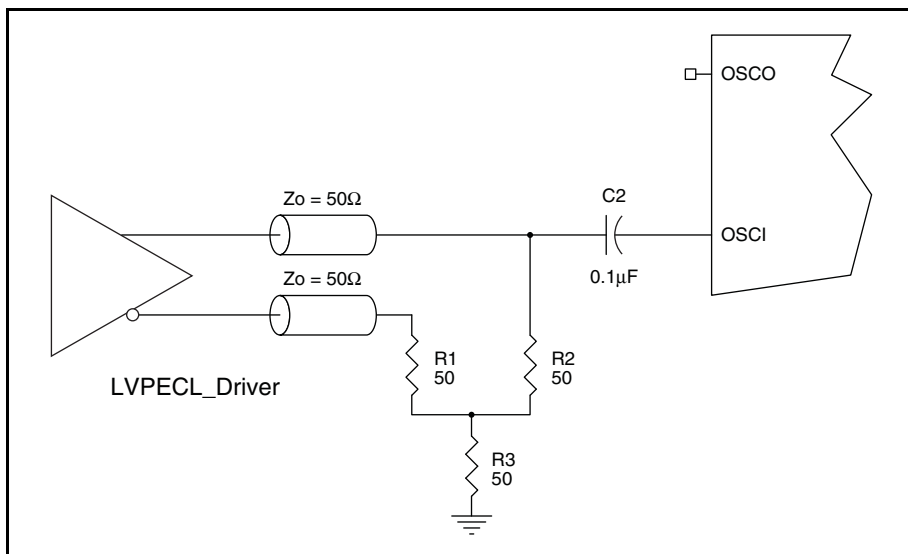 OSCO
Zo = 50Ω
C2
OSCI
Zo = 50Ω
0.1μF
R1
50
R2
50
LVPECL_Driver
R3
50